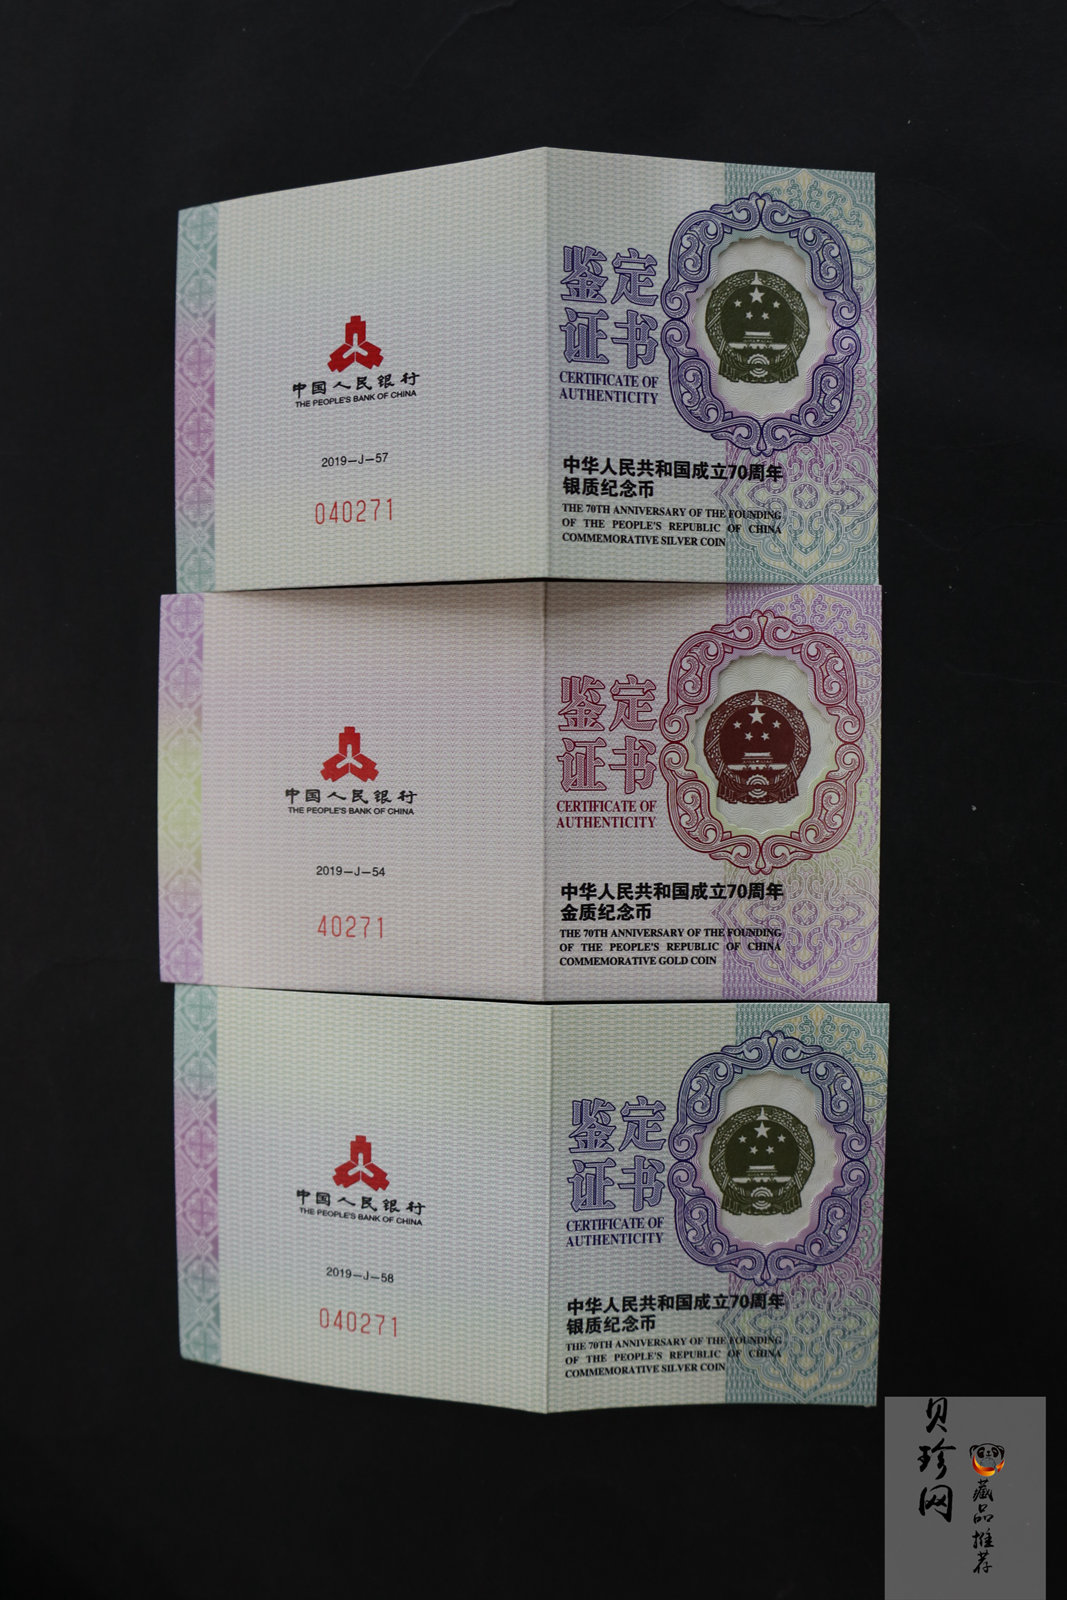 中国人民银行
THE PEOPLE'S BANK OF CHINA
2019－J－57
040271
鉴定
证书
CERTIFICATE OF
AUTHENTICITY
中华人民共和国成立70周年
银质纪念币
THE 70TH ANNIVERSARY OF THE FOUNDING
OF THE PEOPLE'S REPUBLIC OF CHINA
COMMEMORATIVE SILVER COIN
中国人民银行
THE PEOPLE'S BANK OF CHINA
2019－J－54
40271
鉴定
证书
CERTIFICATE OF
AUTHENTICITY
中华人民共和国成立70周年
金质纪念币
THE 70TH ANNIVERSARY OF THE FOUNDING
OF THE PEOPLE'S REPUBLIC OF CHINA
COMMEMORATIVE GOLD COIN
中国人民银行
THE PEOPLE'S BANK OF CHINA
2019－J－58
040271
鉴定
证书
CERTIFICATE OF
AUTHENTICITY
中华人民共和国成立70周年
银质纪念币
THE 70TH ANNIVERSARY OF THE FOUNDING
OF THE PEOPLE'S REPUBLIC OF CHINA
COMMEMORATIVE SILVER COIN
贝珍网
藏品推荐